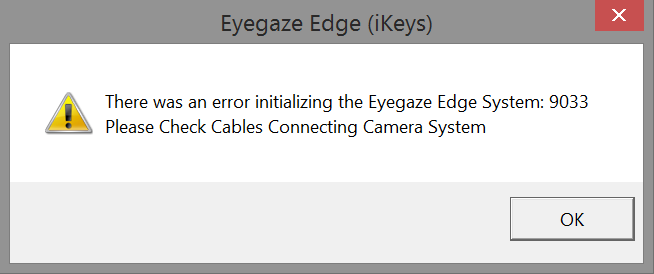 Eyegaze Edge (iKeys)
There was an error initializing the Eyegaze Edge System: 9033
Please Check Cables Connecting Camera System
OK